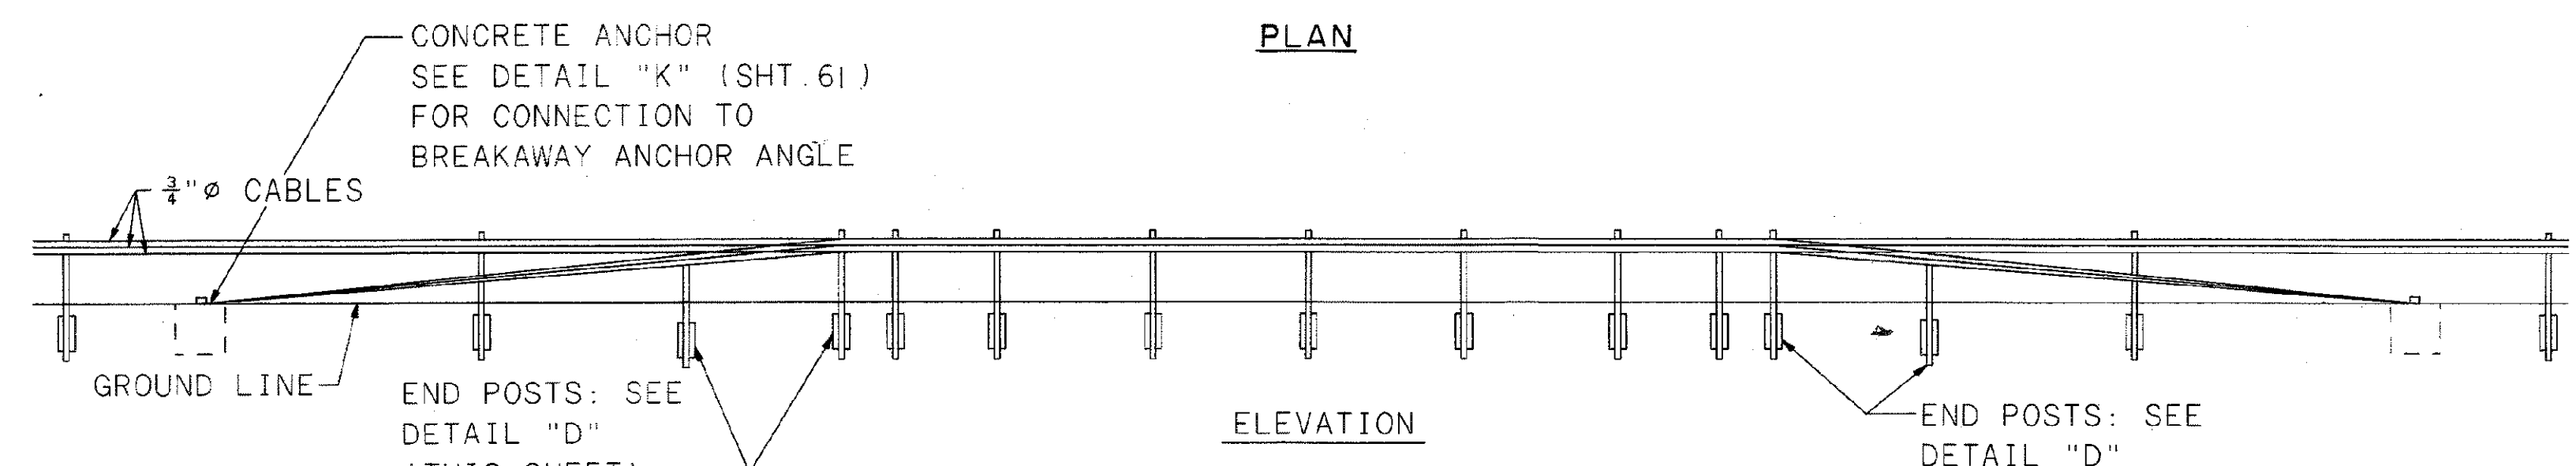 PLAN
CONCRETE ANCHOR
SEE DETAIL "K" (SHT.61)
FOR CONNECTION TO
BREAKAWAY ANCHOR ANGLE
3/4"ø CABLES
GROUND LINE
END POSTS: SEE
DETAIL "D"
ELEVATION
END POSTS: SEE
DETAIL "D"